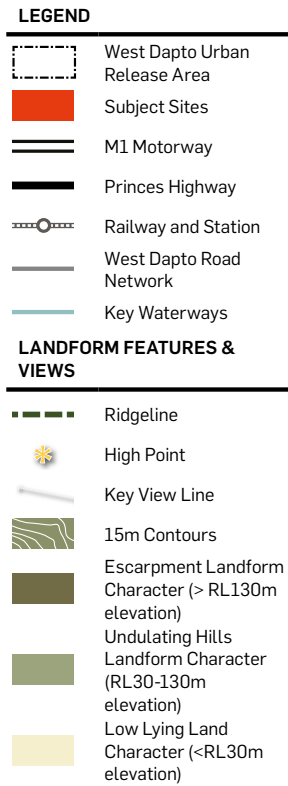 LEGEND
West Dapto Urban
Release Area
Subject Sites
M1 Motorway
Princes Highway
Railway and Station
West Dapto Road
Network
Key Waterways
LANDFORM FEATURES &
VIEWS
Ridgeline
High Point
Key View Line
15m Contours
Escarpment Landform
Character (> RL130m
elevation)
Undulating Hills
Landform Character
(RL30-130m
elevation)
Low Lying Land
Character (<RL30m
elevation)